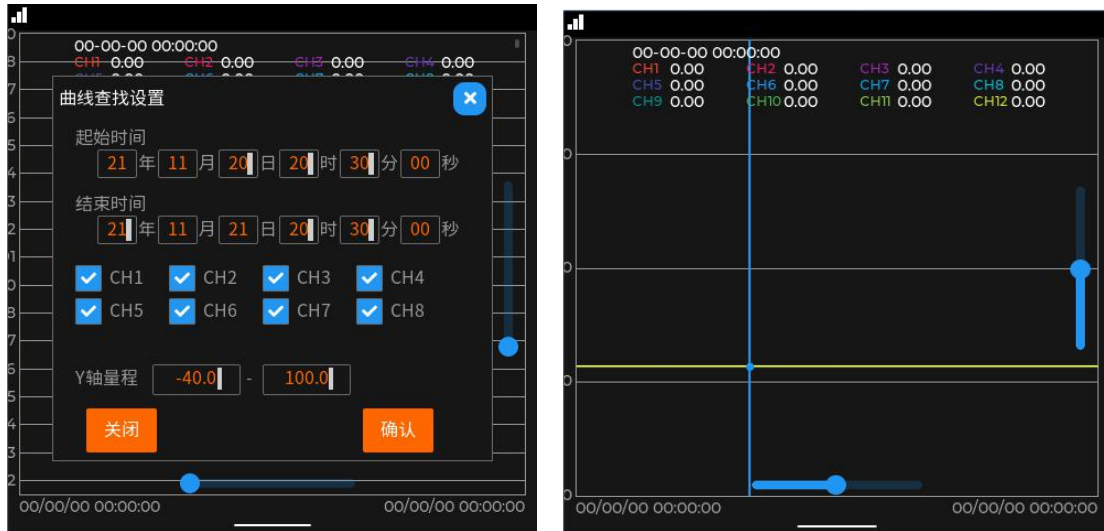 00-00-00 00:00:00
CH1 0.00 CH2 0.00 CH3 0.00 CH4 0.00
曲线查找设置
起始时间
21 年 11 月 20 日 20 时 30 分 00 秒
结束时间
21 年 11 月 21 日 20 时 30 分 00 秒
CH1 CH2 CH3 CH4
CH5 CH6 CH7 CH8
Y轴量程 -40.0 - 100.0
关闭 确认
00/00/00 00:00:00 00/00/00 00:00:00
00-00-00 00:00:00
CH1 0.00 CH2 0.00 CH3 0.00 CH4 0.00
CH5 0.00 CH6 0.00 CH7 0.00 CH8 0.00
CH9 0.00 CH10 0.00 CH11 0.00 CH12 0.00
00/00/00 00:00:00 00/00/00 00:00:00